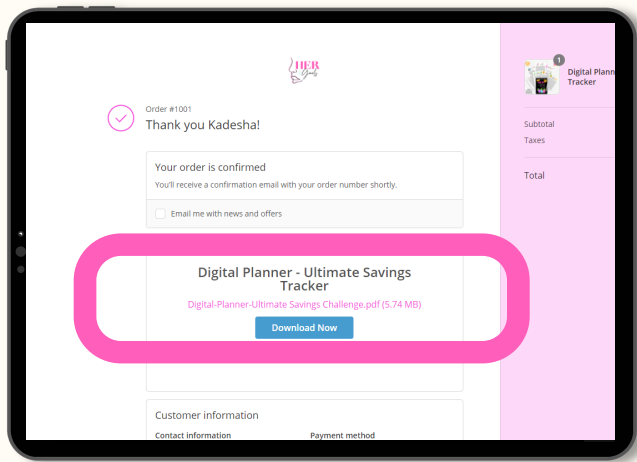 HER
Goals
Order #1001
Thank you Kadesha!
Your order is confirmed
You'll receive a confirmation email with your order number shortly.
Email me with news and offers
Digital Planner - Ultimate Savings
Tracker
Digital-Planner-Ultimate Savings Challenge.pdf (5.74 MB)
Download Now
Customer information
Contact information
Payment method
1
Digital Plann
Tracker
Subtotal
Taxes
Total